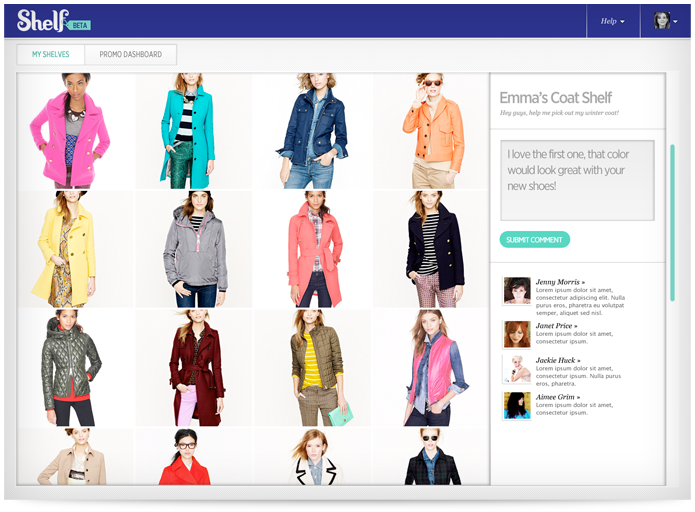 Shelf BETA
Help
MY SHELVES PROMO DASHBOARD
Emma's Coat Shelf
Hey guys, help me pick out my winter coat!
I love the first one, that color
would look great with your
new shoes!
SUBMIT COMMENT
Jenny Morris »
Lorem ipsum dolor sit amet,
consectetur adipiscing elit. Nulla
purus eros, pharetra eu volutpat
semper, aliquet sed nisl.
Janet Price »
Lorem ipsum dolor sit amet,
consectetur ipsum.
Jackie Huck »
Lorem ipsum dolor sit amet,
consectetur ipsum. Nulla purus
eros, pharetra.
Aimee Grim »
Lorem ipsum dolor sit amet,
consectetur ipsum.